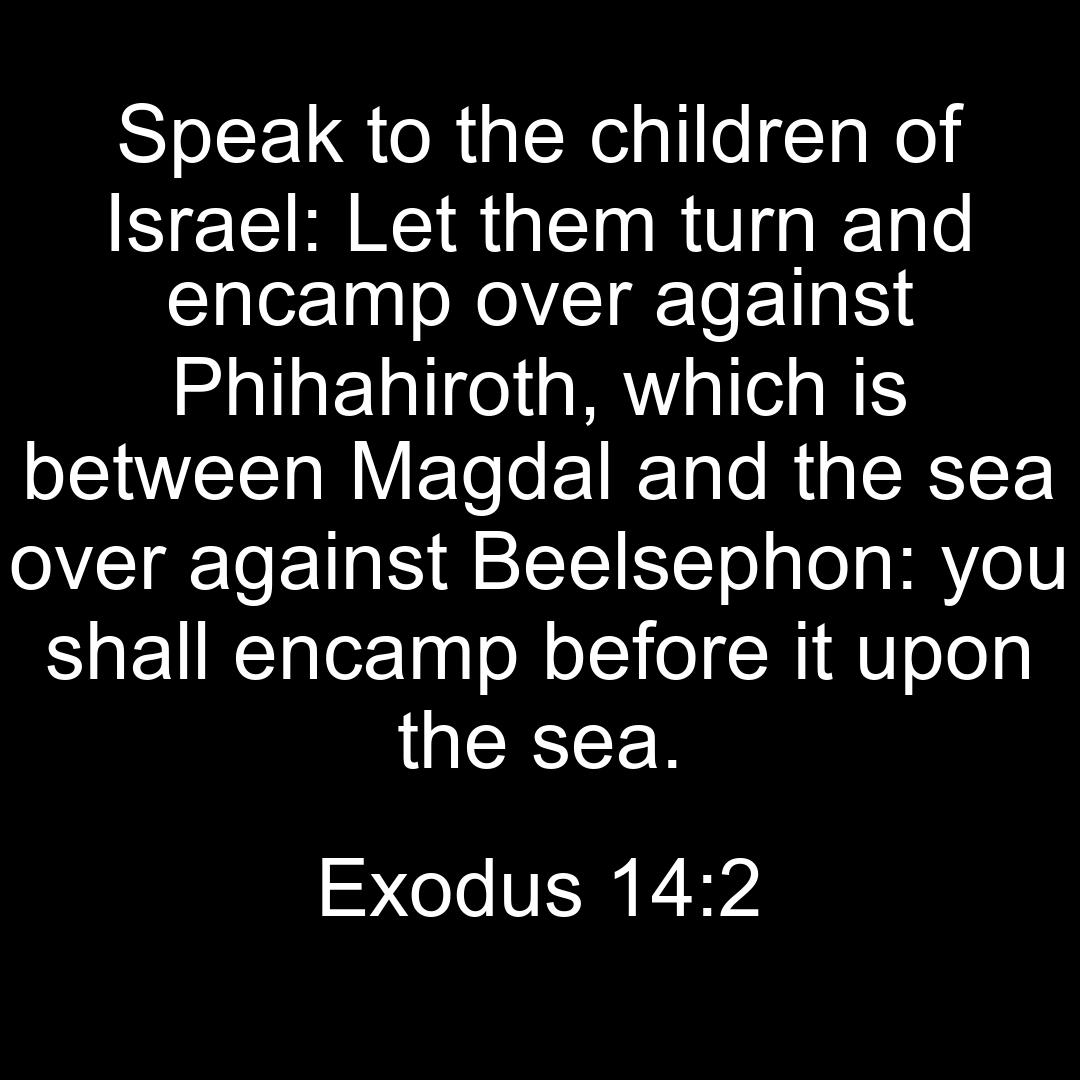 Speak to the children of
Israel: Let them turn and
encamp over against
Phihahiroth, which is
between Magdal and the sea
over against Beelsephon: you
shall encamp before it upon
the sea.
Exodus 14:2